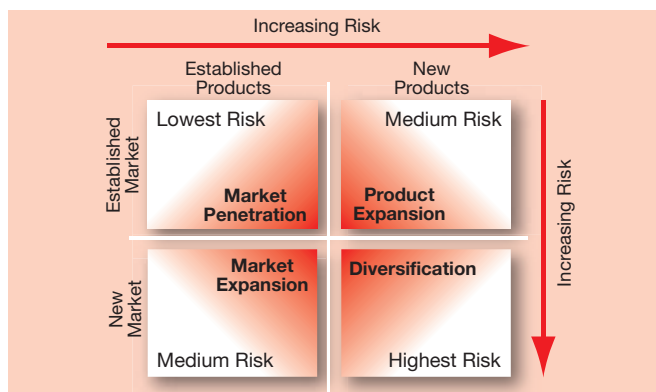 Increasing Risk
Established
Products
New
Products
Established
Market
Lowest Risk
Market
Penetration
Medium Risk
Product
Expansion
Increasing Risk
New
Market
Market
Expansion
Medium Risk
Diversification
Highest Risk